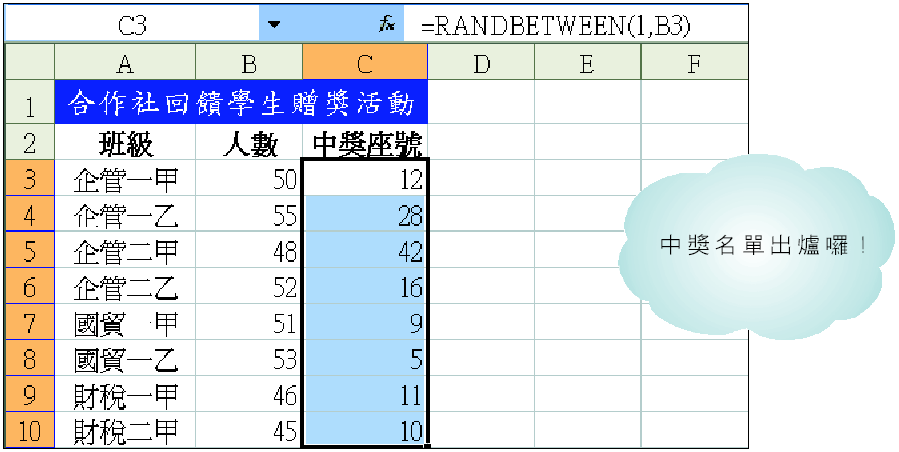 C3 fx =RANDBETWEEN(1,B3)
A B C D E F
1 合作社回饋學生贈獎活動
2 班級 人數 中獎座號
3 企管一甲 50 12
4 企管一乙 55 28
5 企管二甲 48 42
6 企管二乙 52 16
7 國貿 甲 51 9
8 國貿一乙 53 5
9 財稅一甲 46 11
10 財稅二甲 45 10
中獎名單出爐囉！